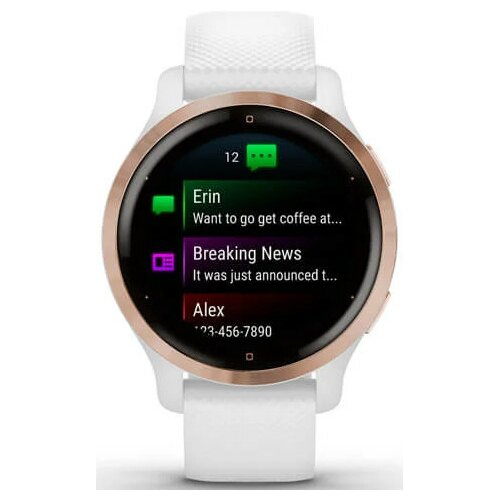 12
Erin
Want to go get coffee at...
Breaking News
It was just announced t...
Alex
123-456-7890